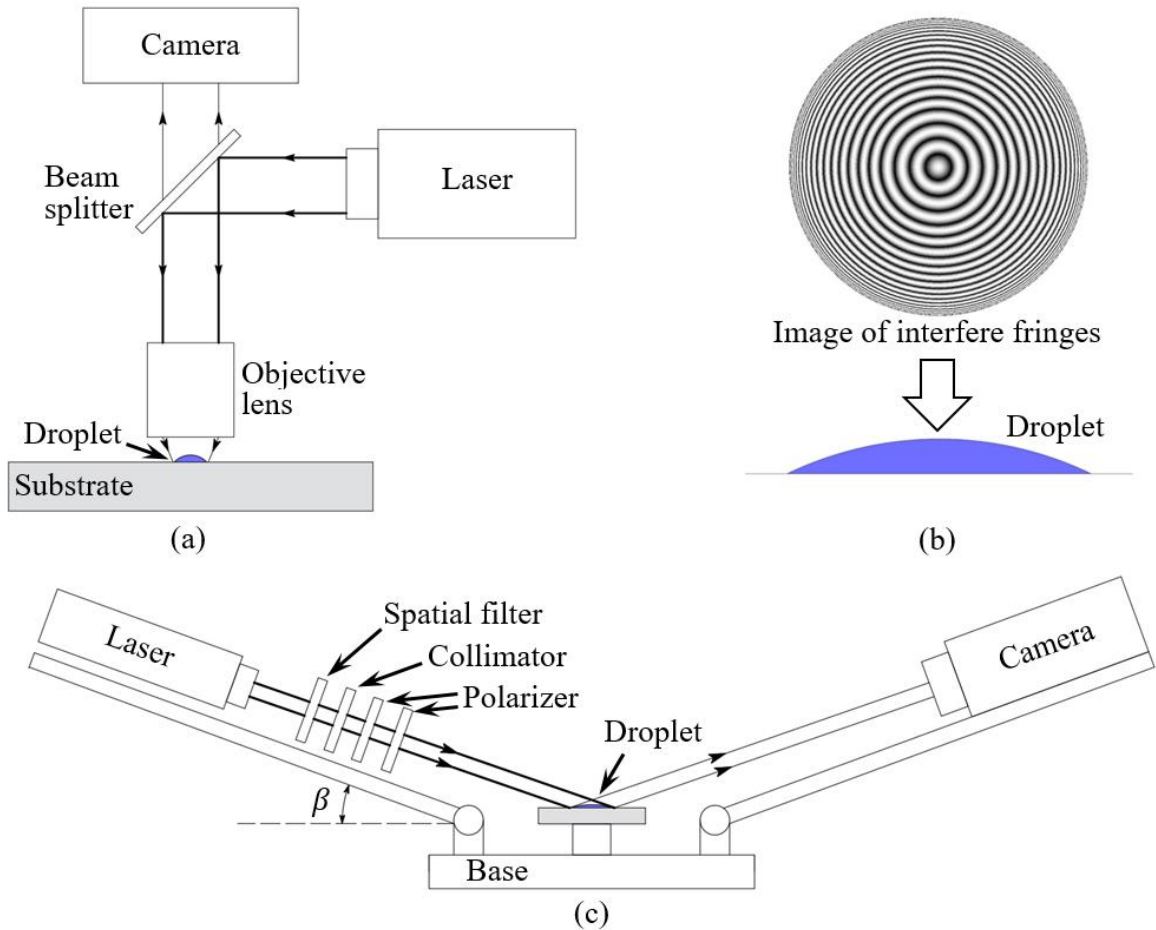 Camera
Beam
splitter
Laser
Objective
lens
Droplet
Substrate
(a)
Image of interfere fringes
Droplet
(b)
Laser
Spatial filter
Collimator
Polarizer
Droplet
Camera
β
Base
(c)